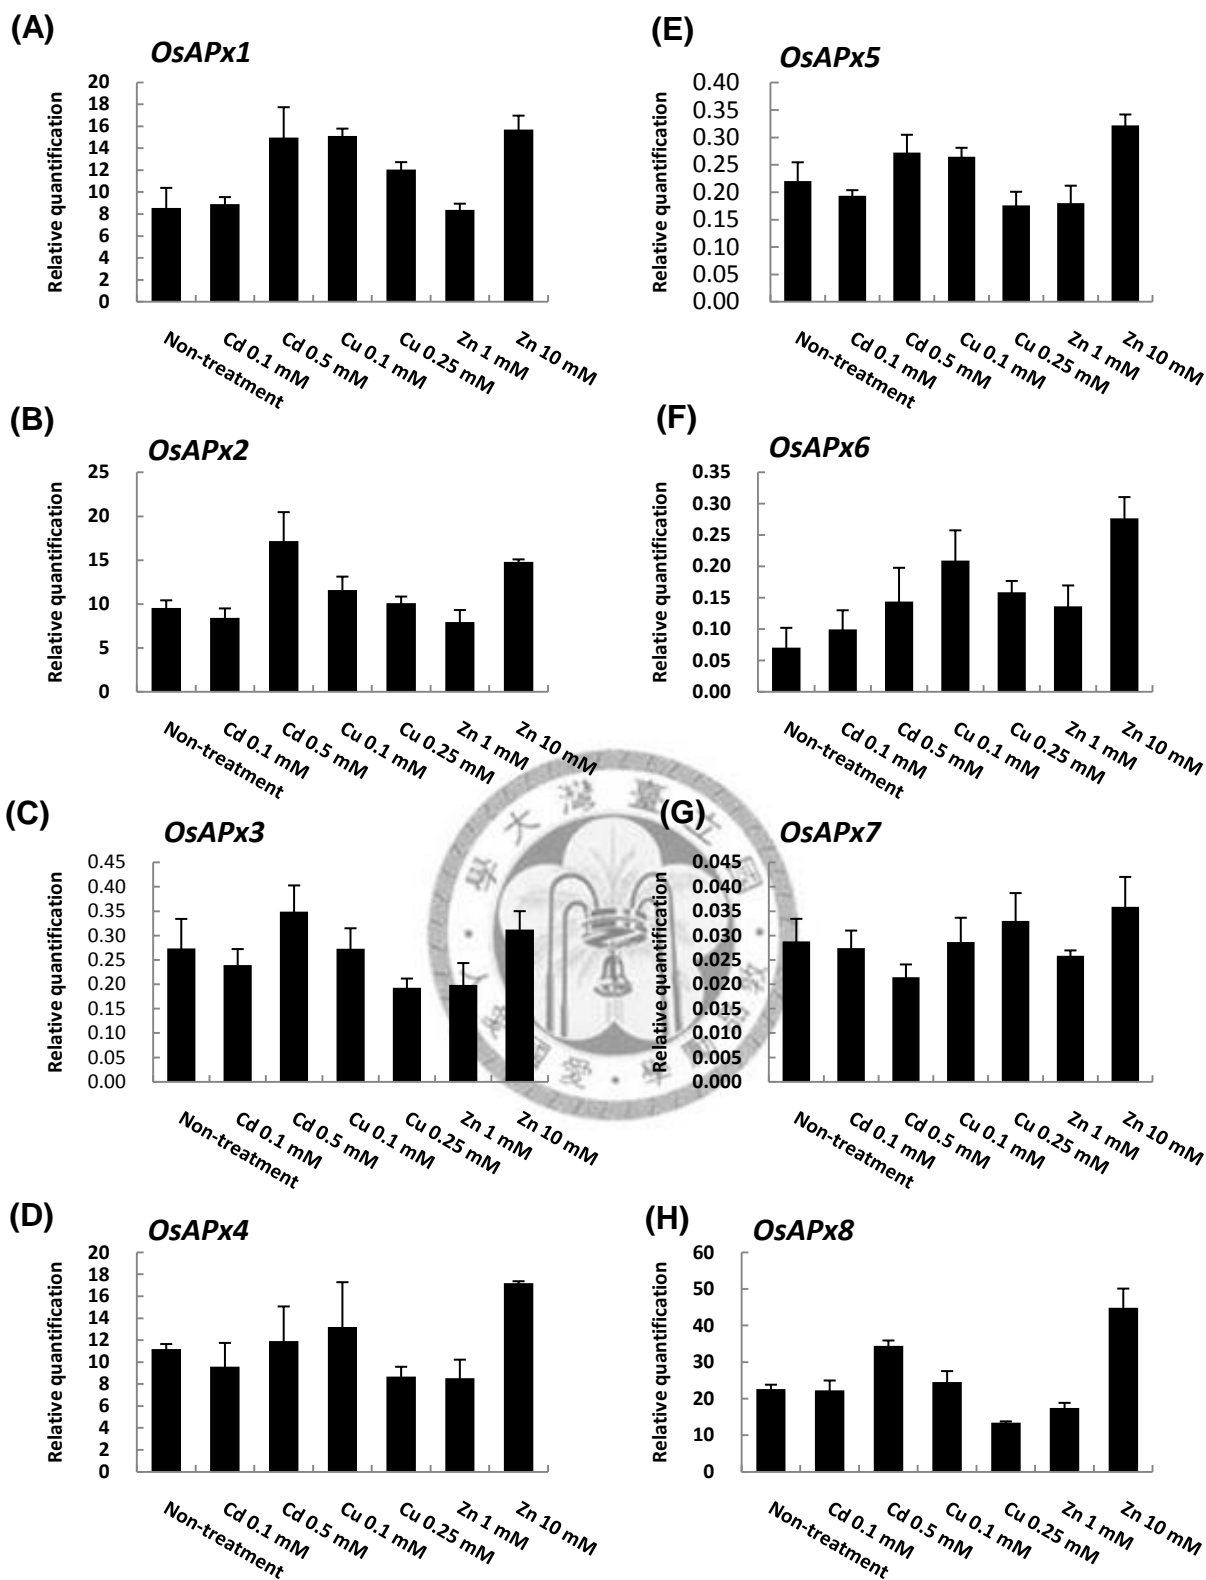 (A)
OsAPx1
Relative quantification
20
18
16
14
12
10
8
6
4
2
0
Non-treatment
Cd 0.1 mM
Cd 0.5 mM
Cu 0.1 mM
Cu 0.25 mM
Zn 1 mM
Zn 10 mM
(B)
OsAPx2
Relative quantification
25
20
15
10
5
0
Non-treatment
Cd 0.1 mM
Cd 0.5 mM
Cu 0.1 mM
Cu 0.25 mM
Zn 1 mM
Zn 10 mM
(C)
OsAPx3
Relative quantification
0.45
0.40
0.35
0.30
0.25
0.20
0.15
0.10
0.05
0.00
Non-treatment
Cd 0.1 mM
Cd 0.5 mM
Cu 0.1 mM
Cu 0.25 mM
Zn 1 mM
Zn 10 mM
(D)
OsAPx4
Relative quantification
20
18
16
14
12
10
8
6
4
2
0
Non-treatment
Cd 0.1 mM
Cd 0.5 mM
Cu 0.1 mM
Cu 0.25 mM
Zn 1 mM
Zn 10 mM
(E)
OsAPx5
Relative quantification
0.40
0.35
0.30
0.25
0.20
0.15
0.10
0.05
0.00
Non-treatment
Cd 0.1 mM
Cd 0.5 mM
Cu 0.1 mM
Cu 0.25 mM
Zn 1 mM
Zn 10 mM
(F)
OsAPx6
Relative quantification
0.35
0.30
0.25
0.20
0.15
0.10
0.05
0.00
Non-treatment
Cd 0.1 mM
Cd 0.5 mM
Cu 0.1 mM
Cu 0.25 mM
Zn 1 mM
Zn 10 mM
(G)
OsAPx7
Relative quantification
0.045
0.040
0.035
0.030
0.025
0.020
0.015
0.010
0.005
0.000
Non-treatment
Cd 0.1 mM
Cd 0.5 mM
Cu 0.1 mM
Cu 0.25 mM
Zn 1 mM
Zn 10 mM
(H)
OsAPx8
Relative quantification
60
50
40
30
20
10
0
Non-treatment
Cd 0.1 mM
Cd 0.5 mM
Cu 0.1 mM
Cu 0.25 mM
Zn 1 mM
Zn 10 mM
學大灣臺立國